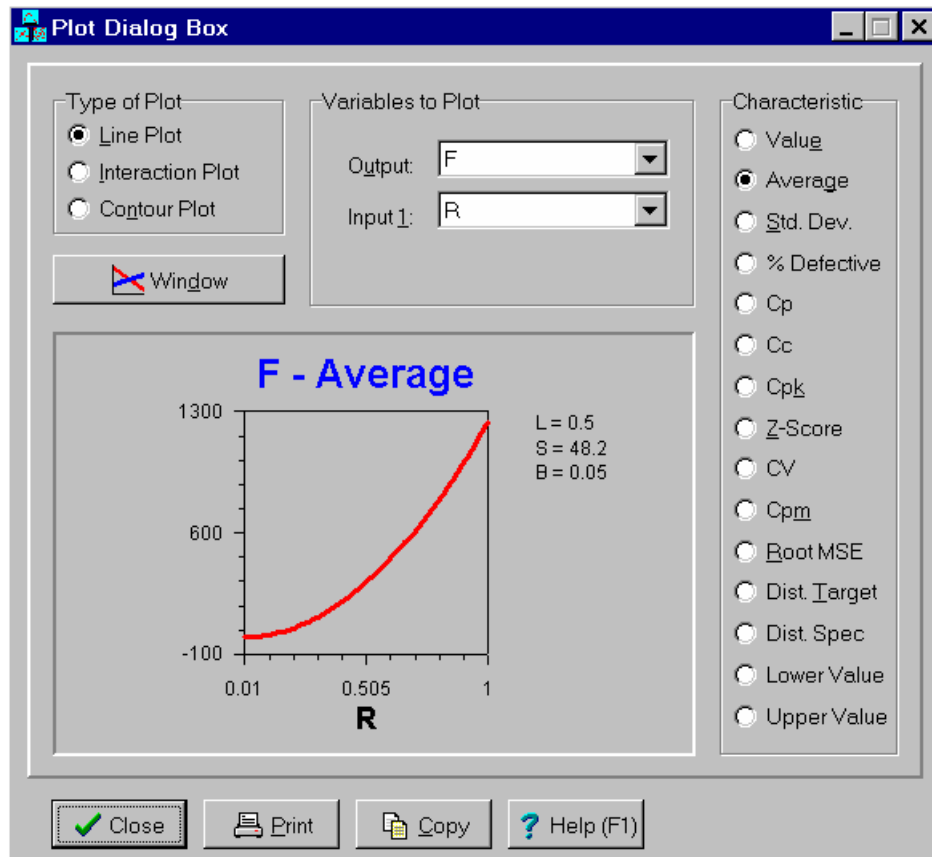 Plot Dialog Box
Type of Plot
Line Plot
Interaction Plot
Contour Plot
Window
Variables to Plot
Output: F
Input 1: R
Characteristic
Value
Average
Std. Dev.
% Defective
Cp
Cc
Cpk
Z-Score
CV
Cpm
Root MSE
Dist. Target
Dist. Spec
Lower Value
Upper Value
F - Average
1300
600
-100
0.01 0.505 1
R
L = 0.5
S = 48.2
B = 0.05
Close Print Copy ? Help (F1)